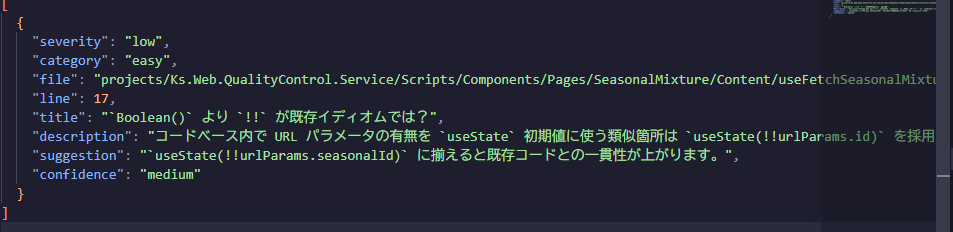 [
{
"severity": "low",
"category": "easy",
"file": "projects/Ks.Web.QualityControl.Service/Scripts/Components/Pages/SeasonalMixture/Content/useFetchSeasonalMixtu
"line": 17,
"title": "`Boolean()` より `!!` が既存イディオムでは？",
"description": "コードベース内で URL パラメータの有無を `useState` 初期値に使う類似箇所は `useState(!!urlParams.id)` を採用
"suggestion": "`useState(!!urlParams.seasonalId)` に揃えると既存コードとの一貫性が上がります。",
"confidence": "medium"
}
]